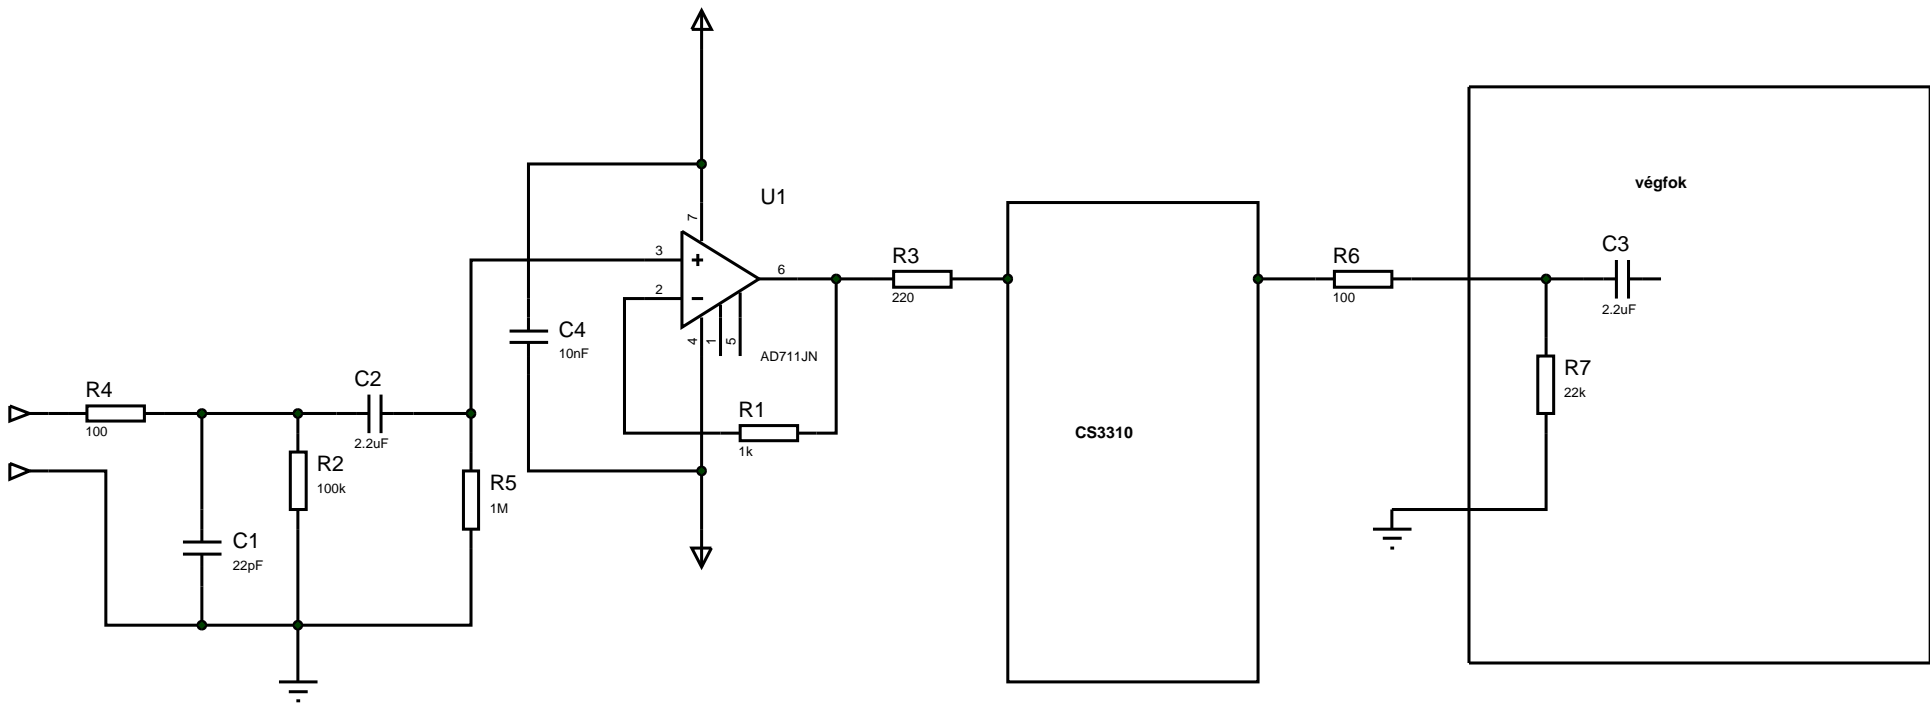 U1
7
3
2
6
4
1
5
AD711JN
C4
10nF
R1
1k
R4
100
C2
2.2uF
R2
100k
R5
1M
C1
22pF
R3
220
CS3310
R6
100
végfok
C3
2.2uF
R7
22k